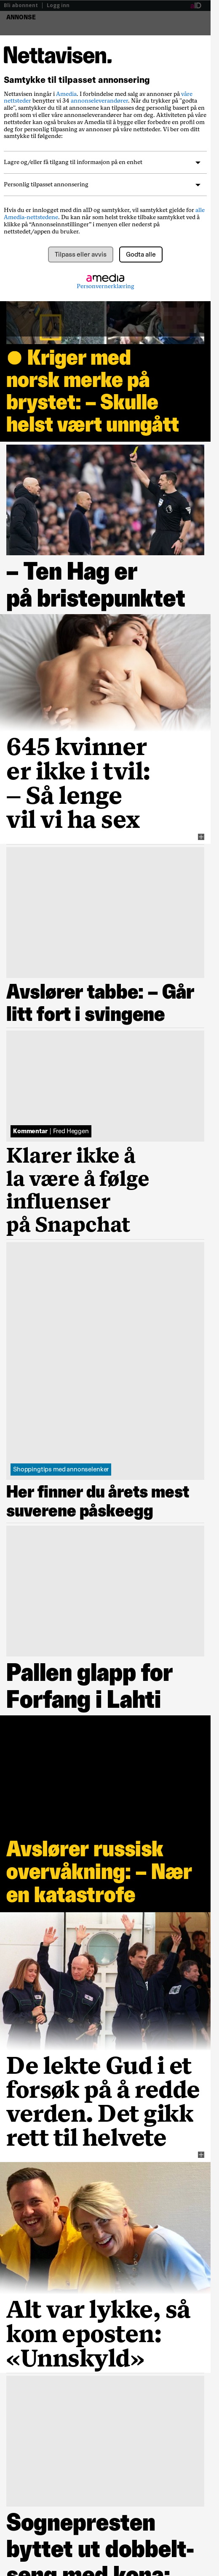 Bli abonnent | Logg inn
ANNONSE
Nettavisen.
Samtykke til tilpasset annonsering
Nettavisen inngår i Amedia. I forbindelse med salg av annonser på våre
nettsteder benytter vi 34 annonseleverandører. Når du trykker på "godta
alle", samtykker du til at annonsene kan tilpasses deg personlig basert på en
profil som vi eller våre annonseleverandører har om deg. Aktiviteten på våre
nettsteder kan også bli brukt av Amedia til å bygge eller forbedre en profil om
deg for personlig tilpasning av annonser på våre nettsteder. Vi ber om ditt
samtykke til følgende:
Lagre og/eller få tilgang til informasjon på en enhet
Personlig tilpasset annonsering
Hvis du er innlogget med din aID og samtykker, vil samtykket gjelde for alle
Amedia-nettstedene. Du kan når som helst trekke tilbake samtykket ved å
klikke på “Annonseinnstillinger” i menyen eller nederst på
nettstedet/appen du bruker.
Tilpass eller avvis
Godta alle
amedia
Personvernerklæring
Kriger med
norsk merke på
brystet: – Skulle
helst vært unngått
– Ten Hag er
på bristepunktet
645 kvinner
er ikke i tvil:
– Så lenge
vil vi ha sex
Avslører tabbe: – Går
litt fort i svingene
Kommentar | Fred Heggen
Klarer ikke å
la være å følge
influenser
på Snapchat
Shoppingtips med annonselenker
Her finner du årets mest
suverene påskeegg
Pallen glapp for
Forfang i Lahti
Avslører russisk
overvåkning: – Nær
en katastrofe
De lekte Gud i et
forsøk på å redde
verden. Det gikk
rett til helvete
Alt var lykke, så
kom eposten:
«Unnskyld»
Sognepresten
byttet ut dobbelt-
seng med kona: